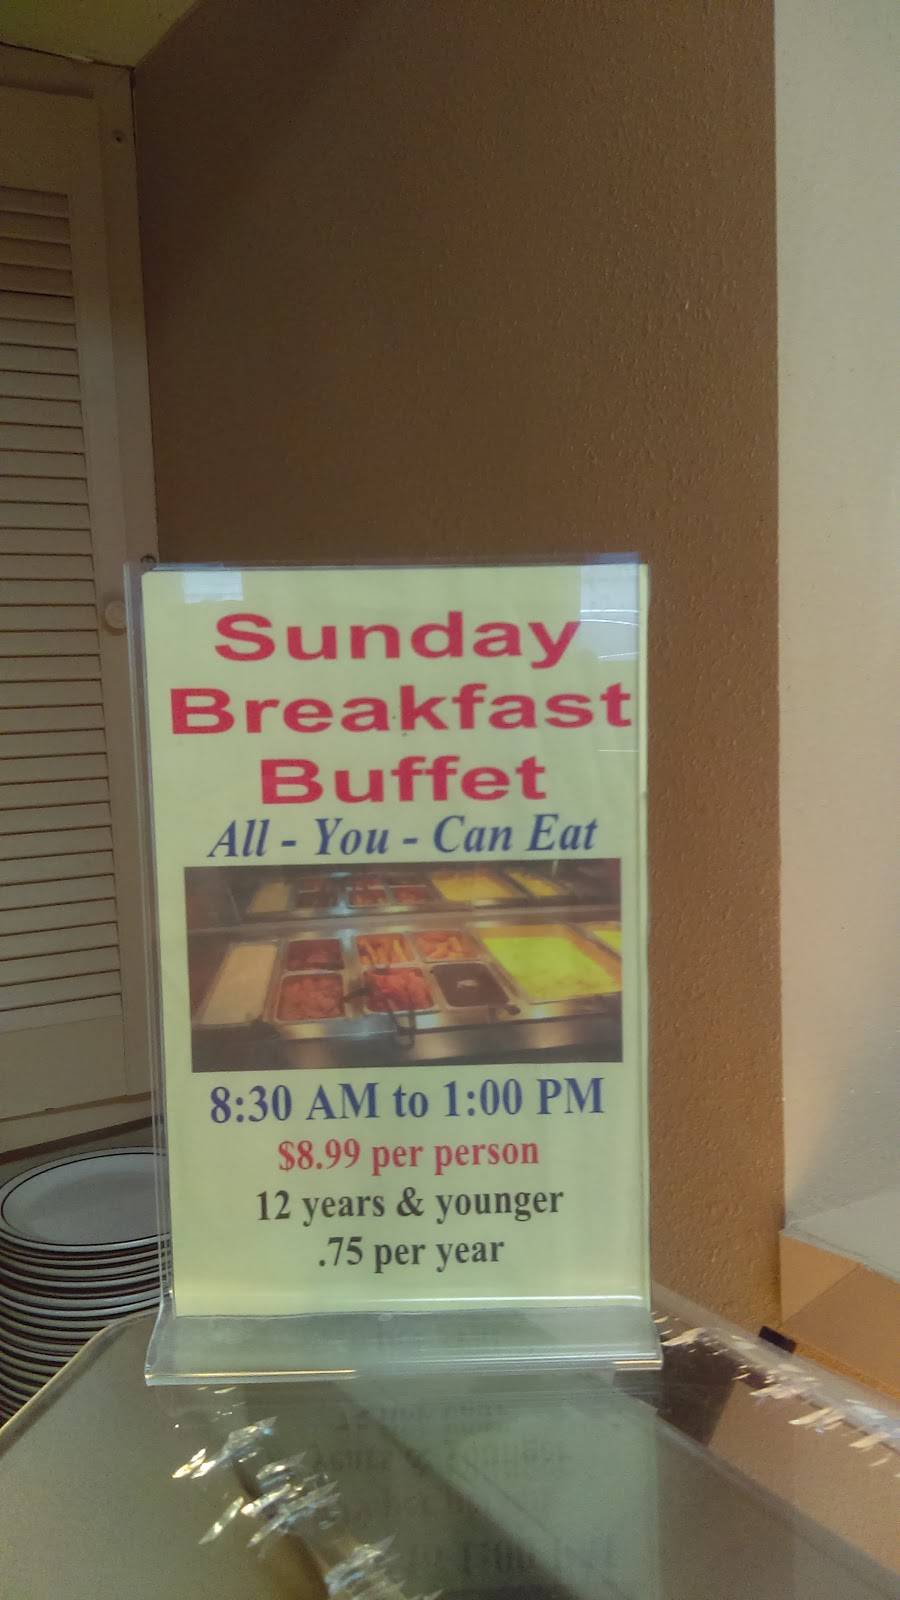 Sunday
Breakfast
Buffet
All - You - Can Eat
8:30 AM to 1:00 PM
$8.99 per person
12 years & younger
.75 per year